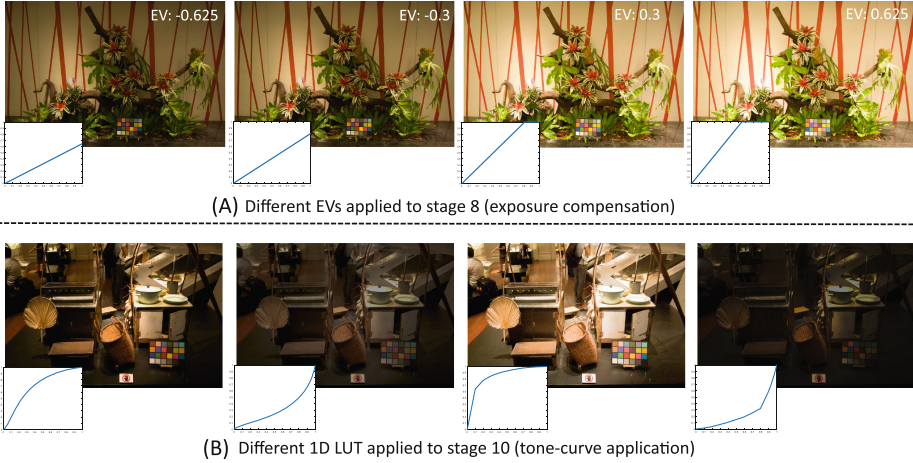 EV: -0.625
EV: -0.3
EV: 0.3
EV: 0.625
(A) Different EVs applied to stage 8 (exposure compensation)
(B) Different 1D LUT applied to stage 10 (tone-curve application)